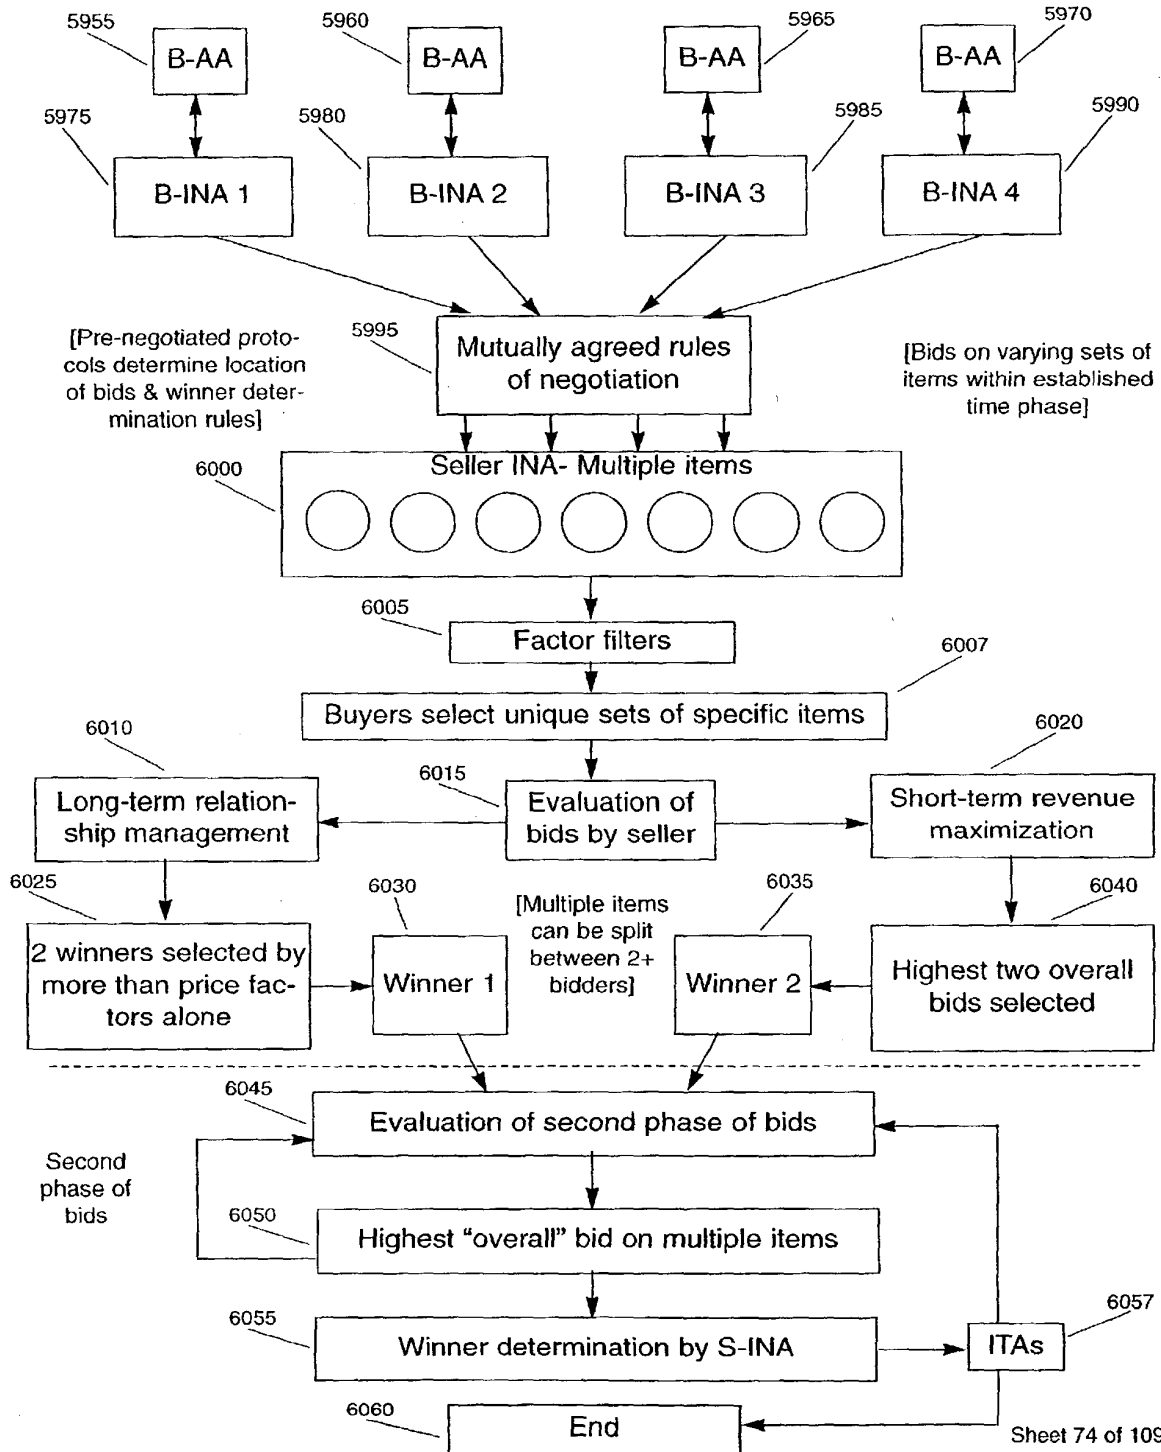 5955
5960
5965
5970
B-AA
B-AA
B-AA
B-AA
5975
5980
5985
5990
B-INA 1
B-INA 2
B-INA 3
B-INA 4
[Pre-negotiated proto-
cols determine location
of bids & winner deter-
mination rules]
5995
Mutually agreed rules
of negotiation
[Bids on varying sets of
items within established
time phase]
6000
Seller INA- Multiple items
6005
Factor filters
6007
Buyers select unique sets of specific items
6010
Long-term relation-
ship management
6015
Evaluation of
bids by seller
6020
Short-term revenue
maximization
6025
2 winners selected by
more than price fac-
tors alone
6030
Winner 1
[Multiple items
can be split
between 2+
bidders]
6035
Winner 2
6040
Highest two overall
bids selected
6045
Evaluation of second phase of bids
Second
phase of
bids
6050
Highest “overall” bid on multiple items
6055
Winner determination by S-INA
6057
ITAs
6060
End
Sheet 74 of 109